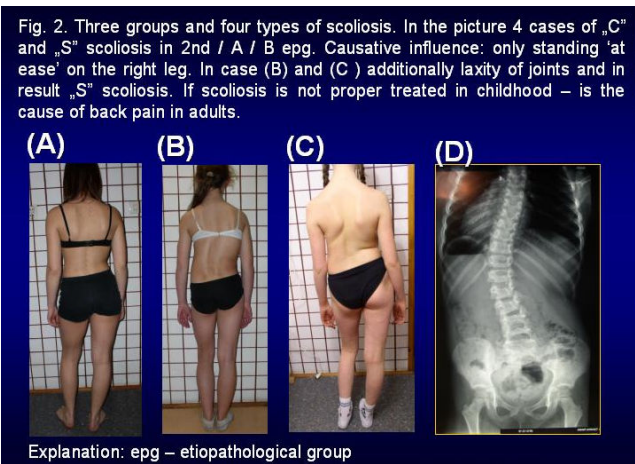 Fig. 2. Three groups and four types of scoliosis. In the picture 4 cases of „C”
and „S” scoliosis in 2nd / A / B epg. Causative influence: only standing ‘at
ease’ on the right leg. In case (B) and (C ) additionally laxity of joints and in
result „S” scoliosis. If scoliosis is not proper treated in childhood – is the
cause of back pain in adults.
(A) (B) (C) (D)
Explanation: epg – etiopathological group